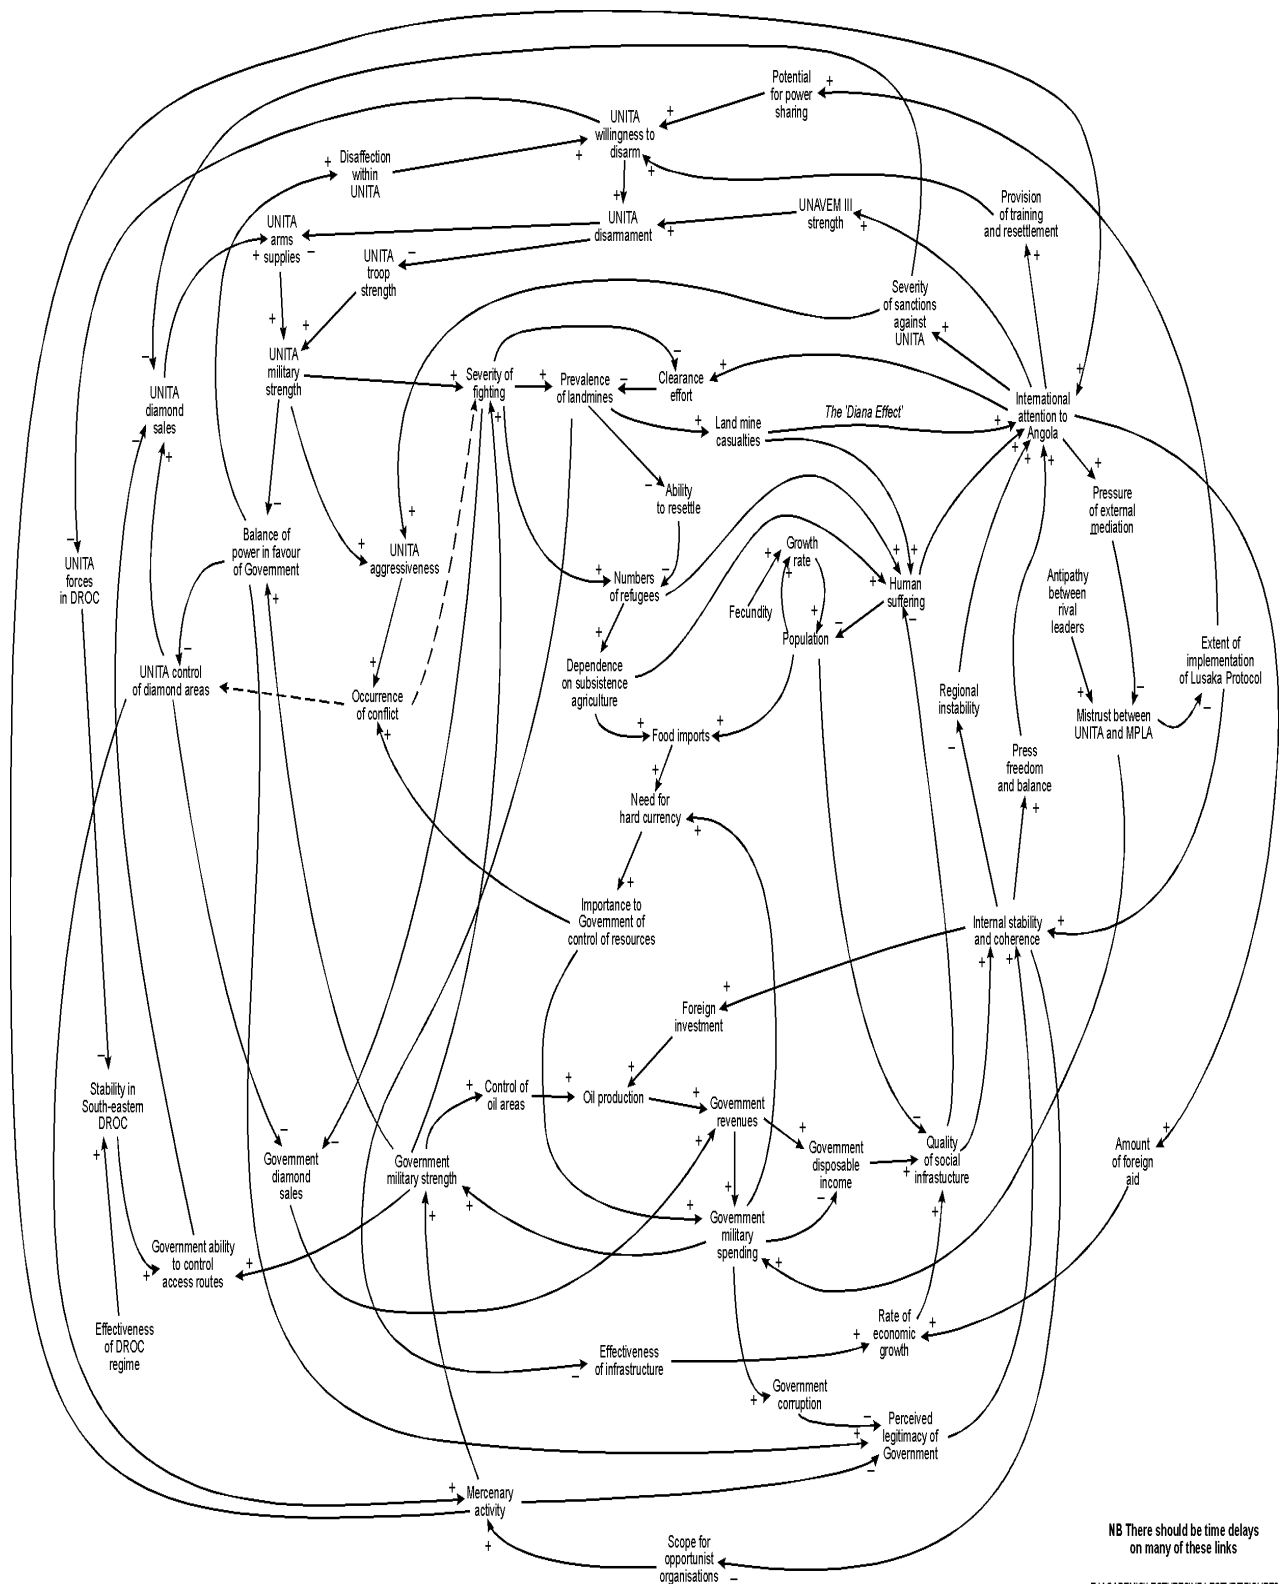 Potential
for power
sharing
+
+
UNITA
willingness to
disarm
+
+
+
Disaffection
within
UNITA
+
Provision
of training
and resettlement
+
UNAVEM III
strength
+
UNITA
disarmament
+
UNITA
arms
+ supplies –
UNITA
troop
strength
–
Severity
of sanctions
against
UNITA
+
+
+
UNITA
military
strength
–
UNITA
diamond
sales
–
+
Severity of
fighting
+
+
Prevalence
of landmines
+
–
Clearance
effort
–
+
Land mine
casualties
+
The 'Diana Effect'
International
attention to
Angola
+
+
+
+
+
Pressure
of external
mediation
–
+
Ability
to resettle
–
Balance of
power in favour
of Government
–
+
UNITA
aggressiveness
+
+
UNITA
forces
in DROC
–
Numbers
of refugees
+
–
Growth
rate
+
+
Fecundity
Population
+
–
Human
suffering
+
+
+
–
Antipathy
between
rival
leaders
Extent of
implementation
of Lusaka Protocol
–
UNITA control
of diamond areas
–
Occurrence
of conflict
+
+
Dependence
on subsistence
agriculture
+
Food imports
+
+
Regional
instability
–
Mistrust between
UNITA and MPLA
+
–
Press
freedom
and balance
+
Need for
hard currency
+
+
Importance to
Government of
control of resources
+
Internal stability
and coherence
+
+
+
Foreign
investment
+
Stability in
South-eastern
DROC
–
+
Control of
oil areas
+
Oil production
+
+
Government
revenues
+
+
Government
diamond
sales
–
–
Government
military strength
+
+
Government
disposable
income
+
–
Quality
of social
infrastucture
–
+
+
Amount
of foreign
aid
+
Government
military
spending
+
+
+
Government ability
to control
access routes
+
+
Effectiveness
of DROC
regime
Effectiveness
of infrastructure
–
Rate of
economic
growth
+
+
Government
corruption
+
Perceived
legitimacy of
Government
–
+
–
Mercenary
activity
+
+
Scope for
opportunist
organisations
–
NB There should be time delays
on many of these links